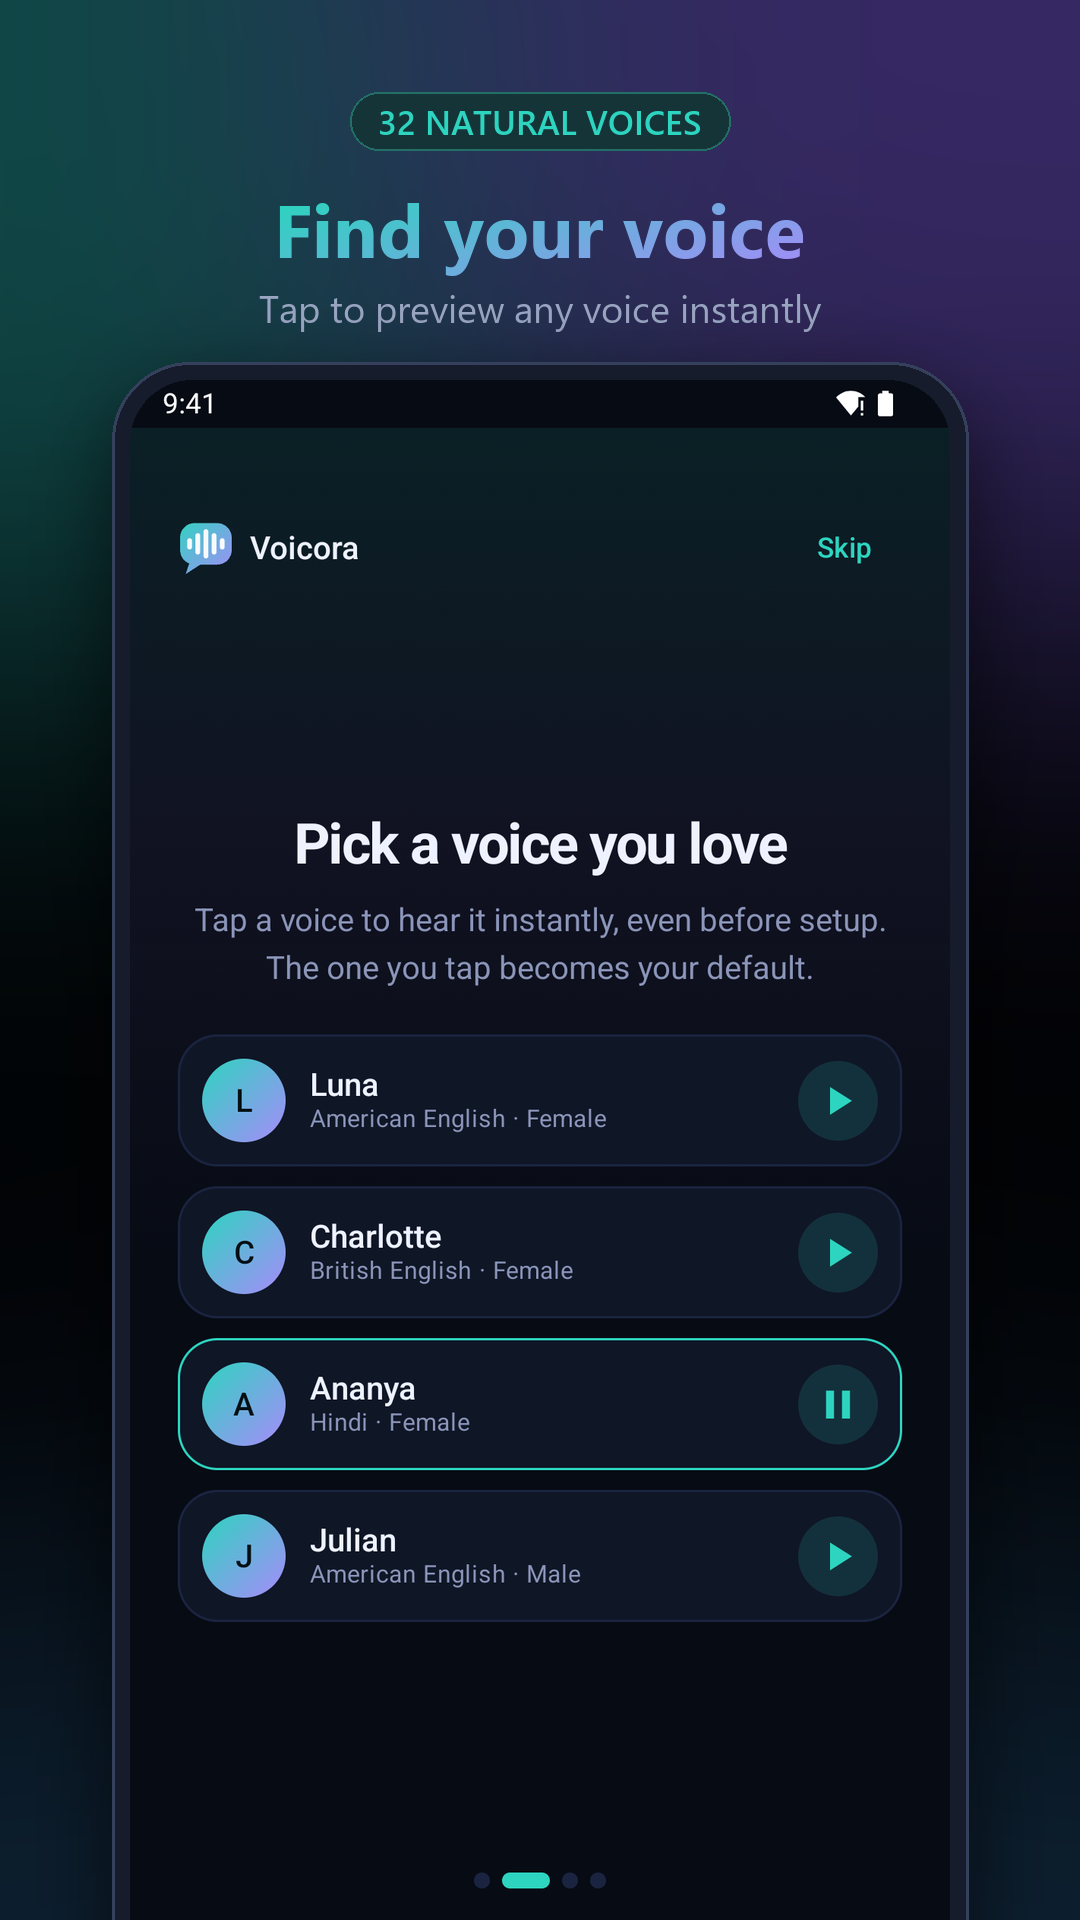 32 NATURAL VOICES
Find your voice
Tap to preview any voice instantly
9:41
Voicora
Skip
Pick a voice you love
Tap a voice to hear it instantly, even before setup.
The one you tap becomes your default.
L
Luna
American English · Female
C
Charlotte
British English · Female
A
Ananya
Hindi · Female
J
Julian
American English · Male